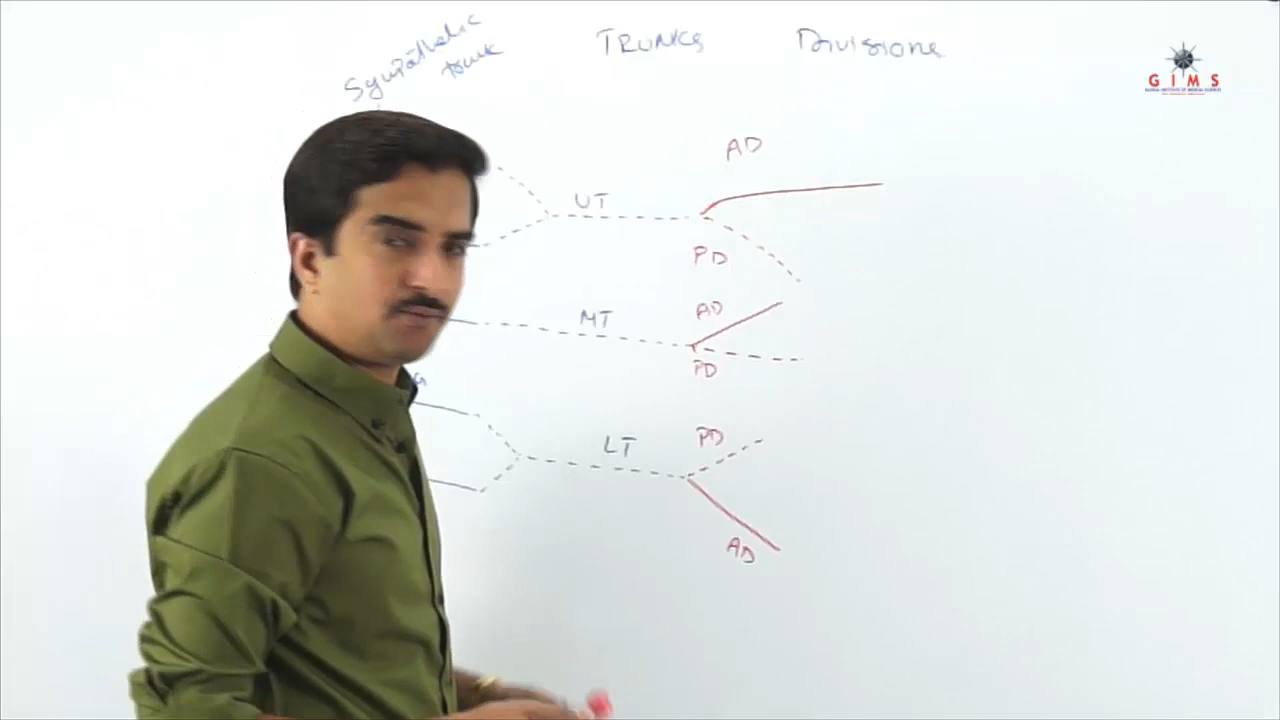 Sympathetic
trunk
TRUNKS
Divisions
GIMS
AD
UT
PD
AD
MT
PD
PD
LT
AD